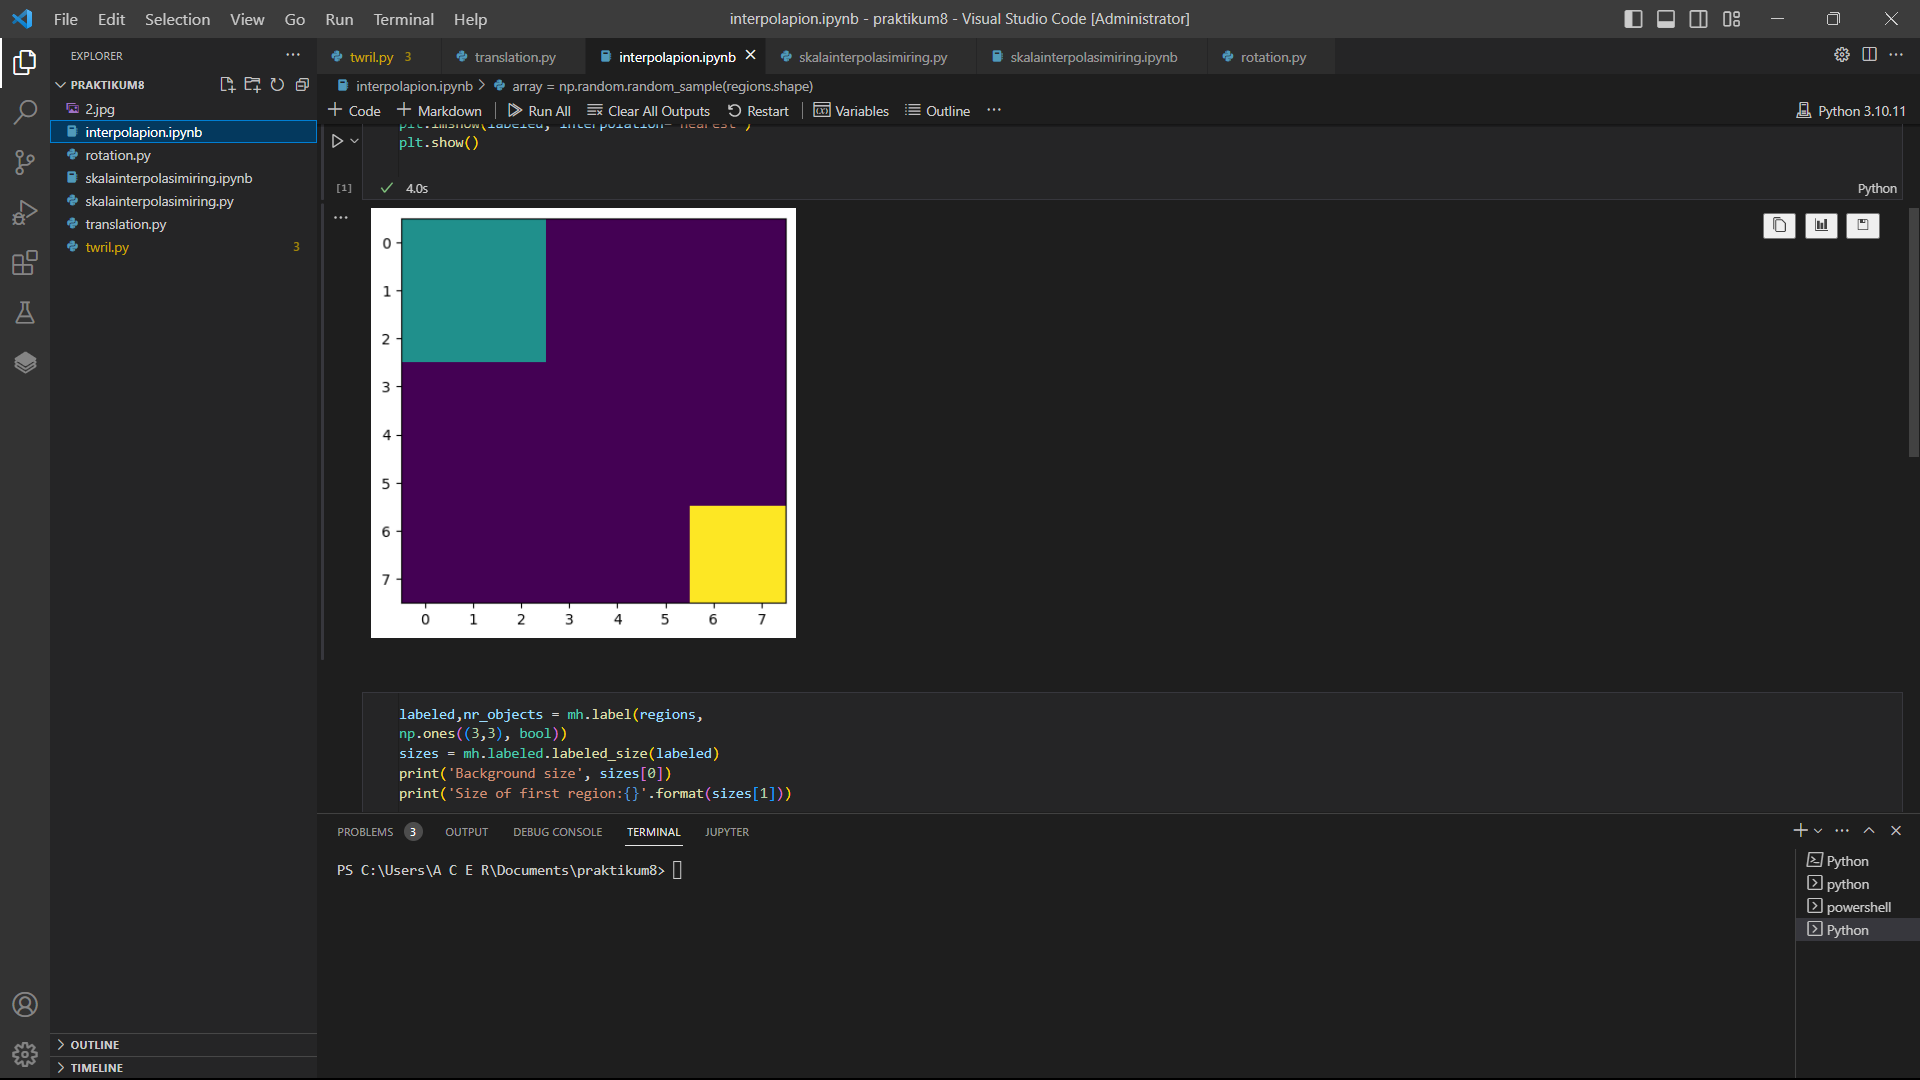 File Edit Selection View Go Run Terminal Help
interpolapion.ipynb - praktikum8 - Visual Studio Code [Administrator]
EXPLORER
PRAKTIKUM8
2.jpg
interpolapion.ipynb
rotation.py
skalainterpolasimiring.ipynb
skalainterpolasimiring.py
translation.py
twril.py 3
OUTLINE
TIMELINE
twril.py 3 translation.py interpolapion.ipynb skalainterpolasimiring.py skalainterpolasimiring.ipynb rotation.py
interpolapion.ipynb > array = np.random.random_sample(regions.shape)
+ Code + Markdown Run All Clear All Outputs Restart Variables Outline ... Python 3.10.11
plt.imshow(labeled, interpolation='nearest')
plt.show()
[1] 4.0s Python
0
1
2
3
4
5
6
7
0 1 2 3 4 5 6 7
labeled,nr_objects = mh.label(regions,
np.ones((3,3), bool))
sizes = mh.labeled.labeled_size(labeled)
print('Background size', sizes[0])
print('Size of first region:{}'.format(sizes[1]))
PROBLEMS 3 OUTPUT DEBUG CONSOLE TERMINAL JUPYTER
PS C:\Users\A C E R\Documents\praktikum8>
Python
python
powershell
Python